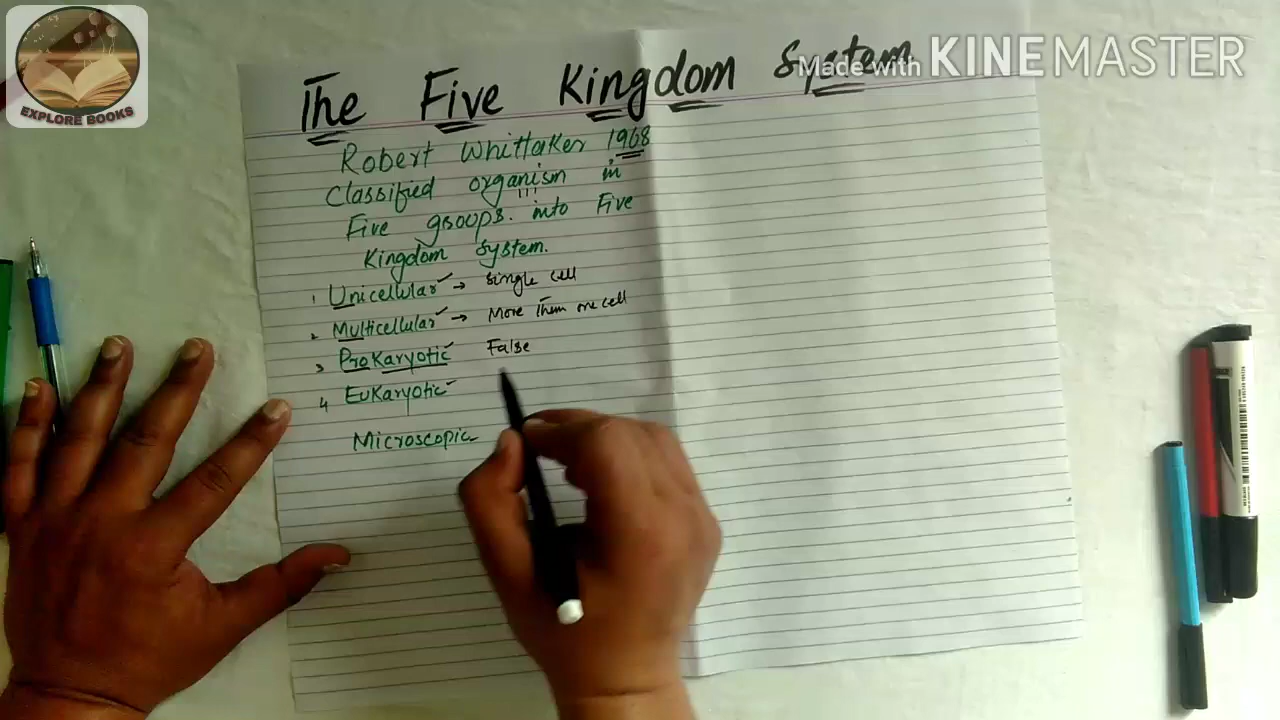 EXPLORE BOOKS
Made with KINEMASTER
The Five Kingdom System
Robert Whittaker 1968
Classified organism in
Five groups. into Five
Kingdom system.
1 Unicellular → Single cell
2 Multicellular → More Them one cell
3 Prokaryotic False
4 Eukaryotic
Microscopic